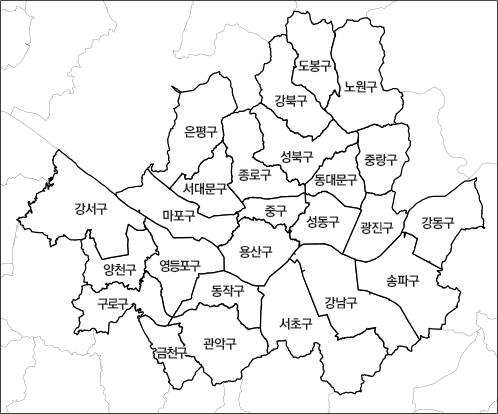 도봉구
노원구
강북구
은평구
성북구
중랑구
종로구
동대문구
서대문구
강서구
마포구
중구
성동구
광진구
강동구
용산구
양천구
영등포구
송파구
구로구
동작구
강남구
서초구
관악구
금천구